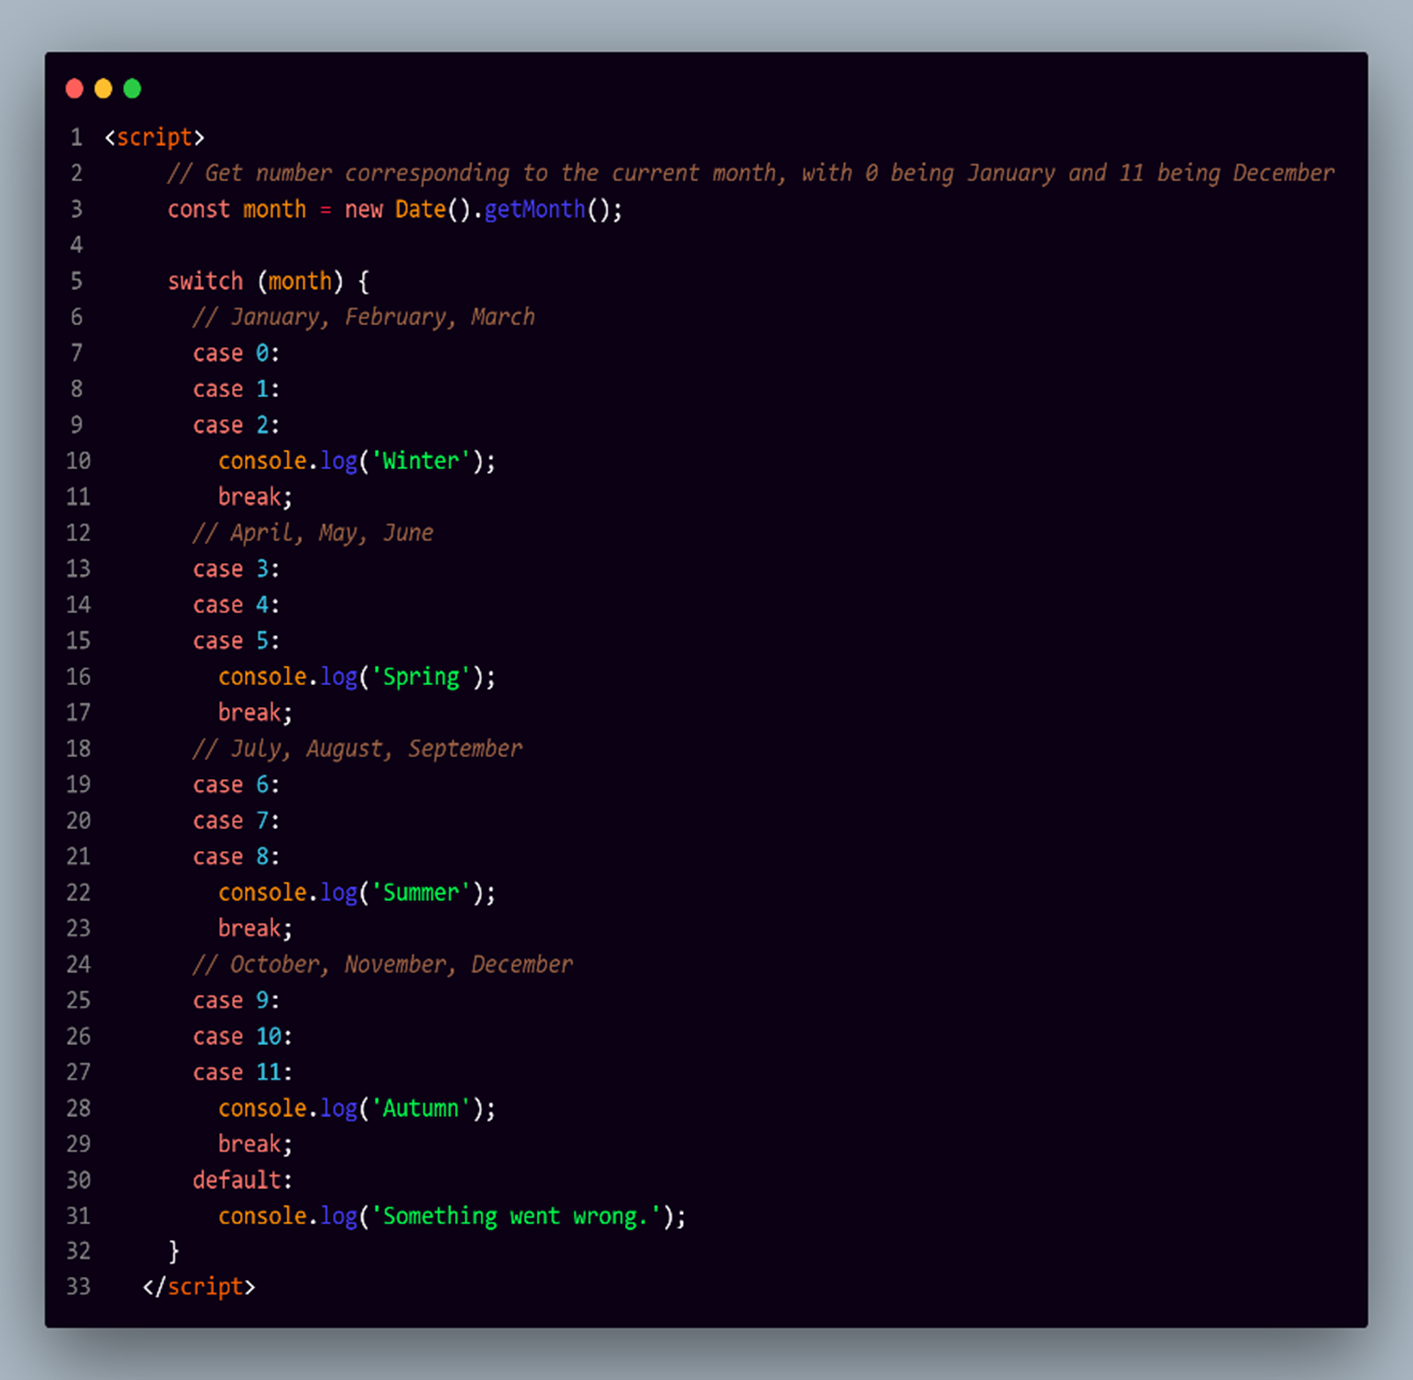 1 <script>
2 // Get number corresponding to the current month, with 0 being January and 11 being December
3 const month = new Date().getMonth();
4
5 switch (month) {
6 // January, February, March
7 case 0:
8 case 1:
9 case 2:
10 console.log('Winter');
11 break;
12 // April, May, June
13 case 3:
14 case 4:
15 case 5:
16 console.log('Spring');
17 break;
18 // July, August, September
19 case 6:
20 case 7:
21 case 8:
22 console.log('Summer');
23 break;
24 // October, November, December
25 case 9:
26 case 10:
27 case 11:
28 console.log('Autumn');
29 break;
30 default:
31 console.log('Something went wrong.');
32 }
33 </script>